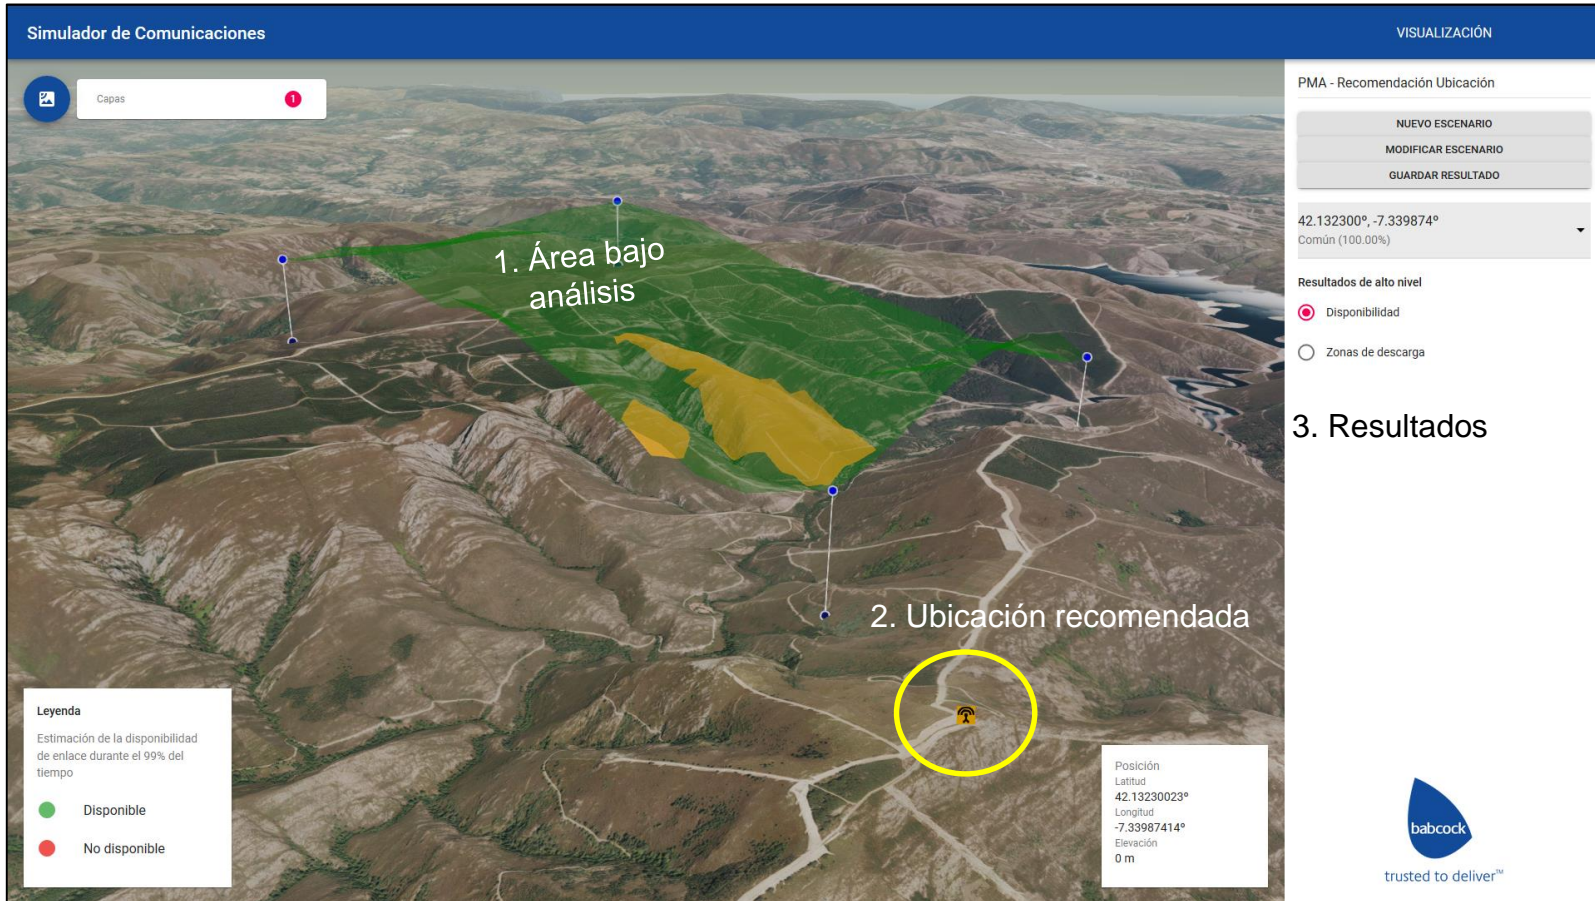 Simulador de Comunicaciones
VISUALIZACIÓN
Capas
1
PMA - Recomendación Ubicación
NUEVO ESCENARIO
MODIFICAR ESCENARIO
GUARDAR RESULTADO
42.132300º, -7.339874º
Común (100.00%)
Resultados de alto nivel
Disponibilidad
Zonas de descarga
1. Área bajo
análisis
3. Resultados
2. Ubicación recomendada
Leyenda
Estimación de la disponibilidad
de enlace durante el 99% del
tiempo
Disponible
No disponible
Posición
Latitud
42.13230023º
Longitud
-7.33987414º
Elevación
0 m
babcock
trusted to deliver™